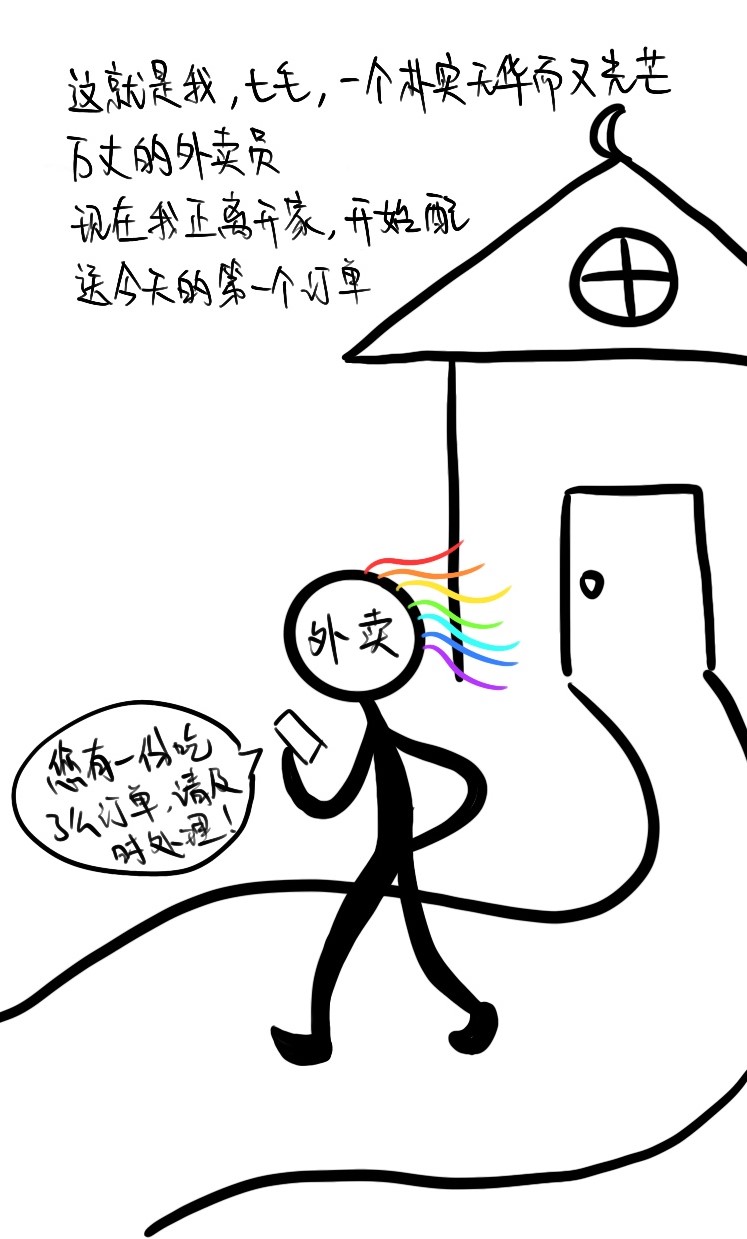 这就是我，七毛，一个朴实无华而又光芒
万丈的外卖员
现在我正离开家，开始配
送今天的第一个订单
外卖
您有一份吃
了么订单，请及
时处理！